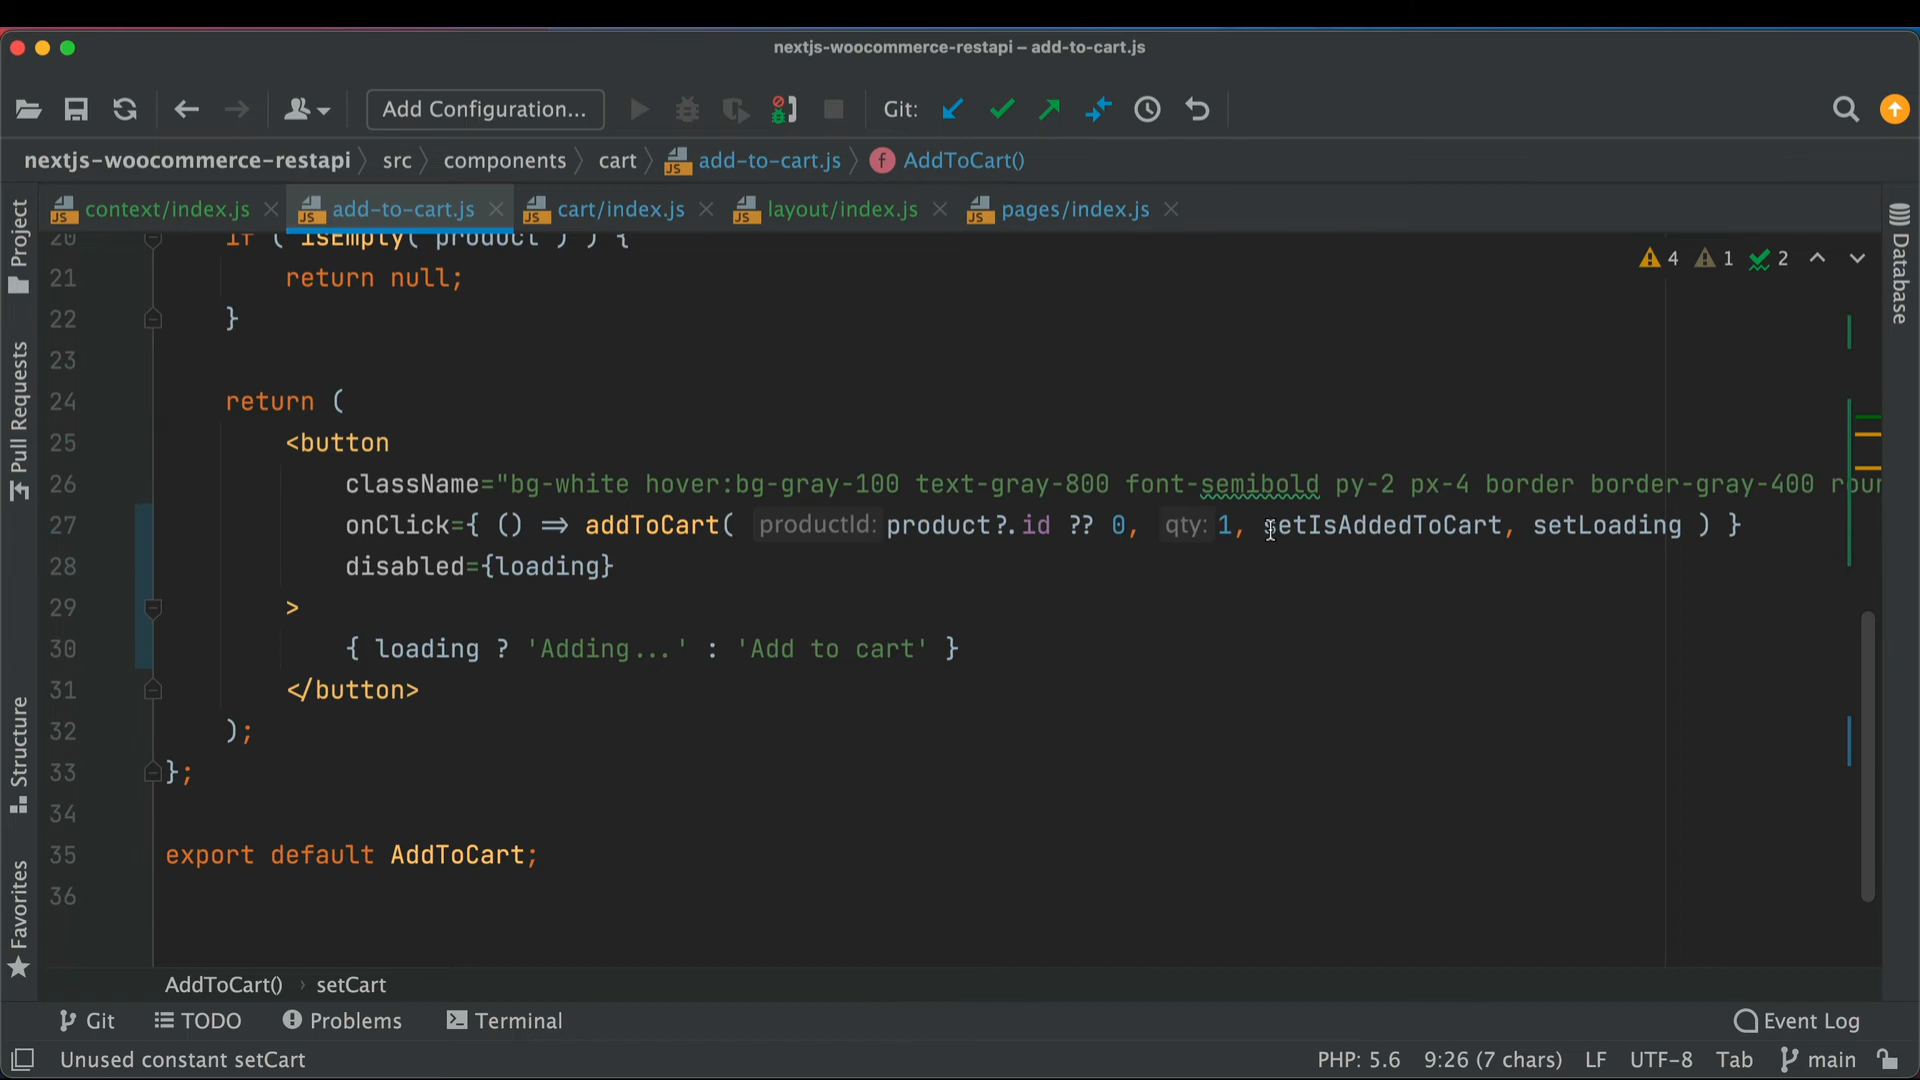 nextjs-woocommerce-restapi – add-to-cart.js
Add Configuration...
Git:
nextjs-woocommerce-restapi
src
components
cart
add-to-cart.js
f
AddToCart()
context/index.js
add-to-cart.js
cart/index.js
layout/index.js
pages/index.js
Project
Pull Requests
Structure
Favorites
Database
4
1
2
20 if ( isEmpty( product ) ) {
21 return null;
22 }
23
24 return (
25 <button
26 className="bg-white hover:bg-gray-100 text-gray-800 font-semibold py-2 px-4 border border-gray-400 roun
27 onClick={ () => addToCart( productId: product?.id ?? 0, qty: 1, setIsAddedToCart, setLoading ) }
28 disabled={loading}
29 >
30 { loading ? 'Adding...' : 'Add to cart' }
31 </button>
32 );
33 };
34
35 export default AddToCart;
36
AddToCart() › setCart
Git
TODO
Problems
Terminal
Event Log
Unused constant setCart
PHP: 5.6
9:26 (7 chars)
LF
UTF-8
Tab
main